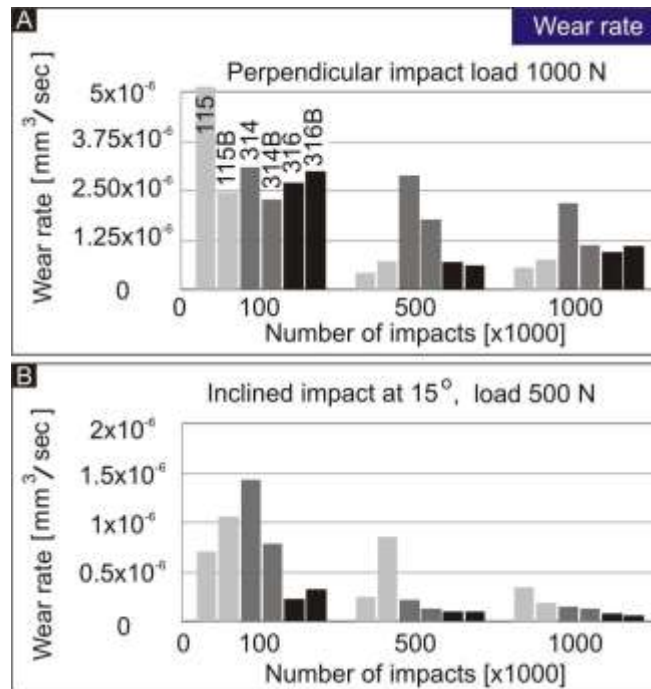 A
Wear rate
Perpendicular impact load 1000 N
Wear rate [mm³/sec]
5x10⁻⁶
3.75x10⁻⁶
2.50x10⁻⁶
1.25x10⁻⁶
0
115
115B
314
314B
316
316B
0 100 500 1000
Number of impacts [x1000]
B
Inclined impact at 15°, load 500 N
Wear rate [mm³/sec]
2x10⁻⁶
1.5x10⁻⁶
1x10⁻⁶
0.5x10⁻⁶
0
0 100 500 1000
Number of impacts [x1000]